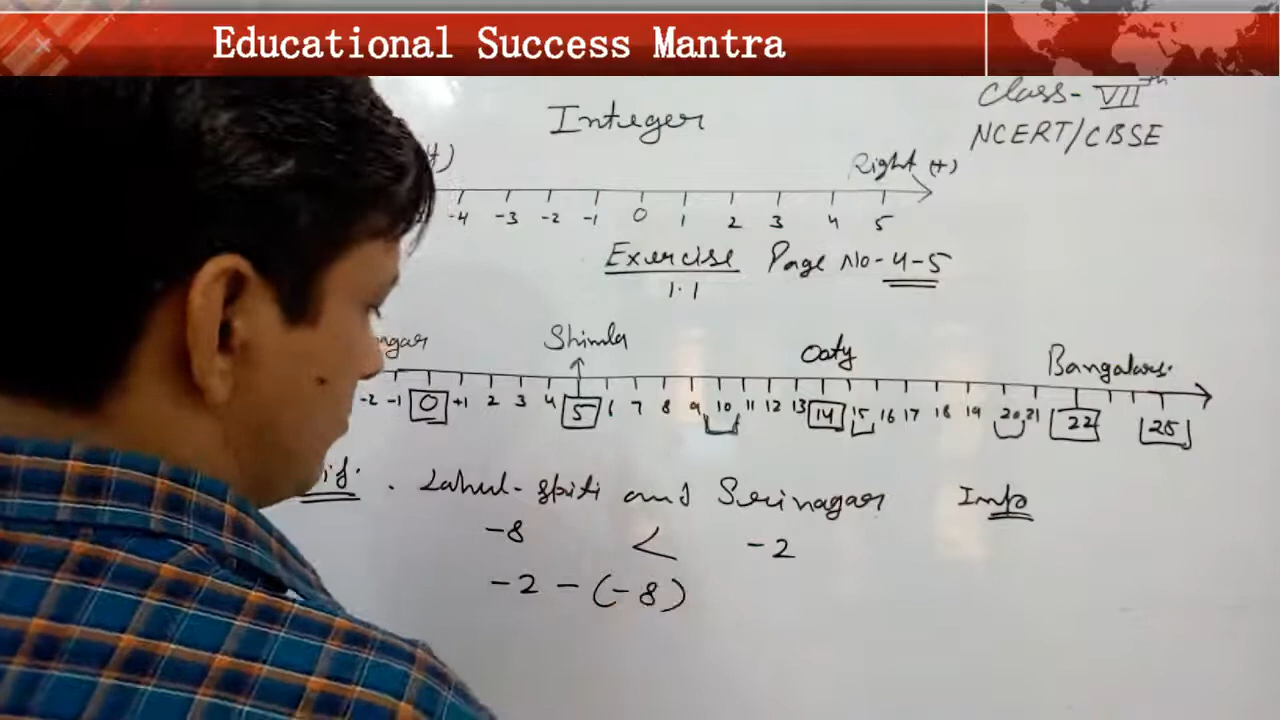 Educational Success Mantra
Class- VII th
NCERT/CBSE
Integer
Right (+)
-4 -3 -2 -1 0 1 2 3 4 5
Exercise Page No- 4-5
1.1
Shimla Ooty Bangalore
-2 -1 0 +1 2 3 4 5 6 7 8 9 10 11 12 13 14 15 16 17 18 19 20 21 22 25
Lahul-Spiti and Srinagar Imp
-8 < -2
-2 - (-8)